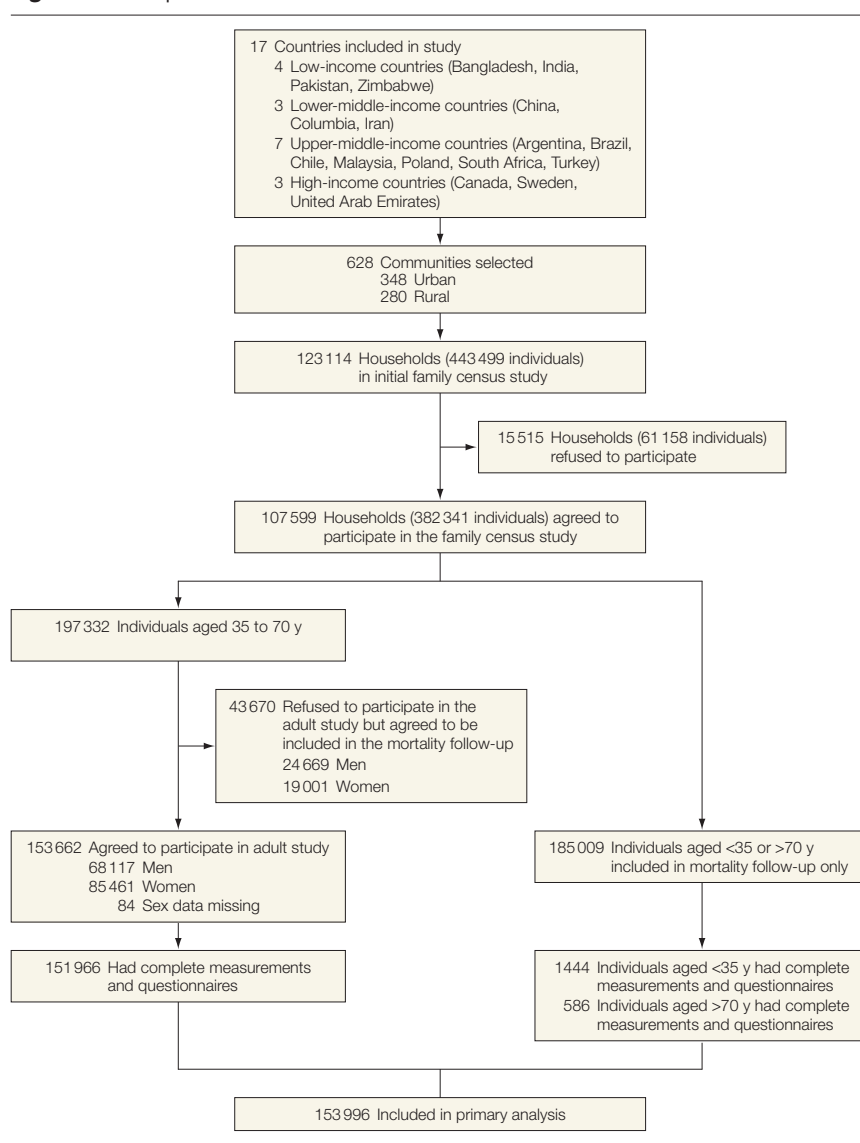 17 Countries included in study
4 Low-income countries (Bangladesh, India,
Pakistan, Zimbabwe)
3 Lower-middle-income countries (China,
Columbia, Iran)
7 Upper-middle-income countries (Argentina, Brazil,
Chile, Malaysia, Poland, South Africa, Turkey)
3 High-income countries (Canada, Sweden,
United Arab Emirates)
628 Communities selected
348 Urban
280 Rural
123 114 Households (443 499 individuals)
in initial family census study
15 515 Households (61 158 individuals)
refused to participate
107 599 Households (382 341 individuals) agreed to
participate in the family census study
197 332 Individuals aged 35 to 70 y
43 670 Refused to participate in the
adult study but agreed to be
included in the mortality follow-up
24 669 Men
19 001 Women
153 662 Agreed to participate in adult study
68 117 Men
85 461 Women
84 Sex data missing
185 009 Individuals aged <35 or >70 y
included in mortality follow-up only
151 966 Had complete measurements
and questionnaires
1444 Individuals aged <35 y had complete
measurements and questionnaires
586 Individuals aged >70 y had complete
measurements and questionnaires
153 996 Included in primary analysis